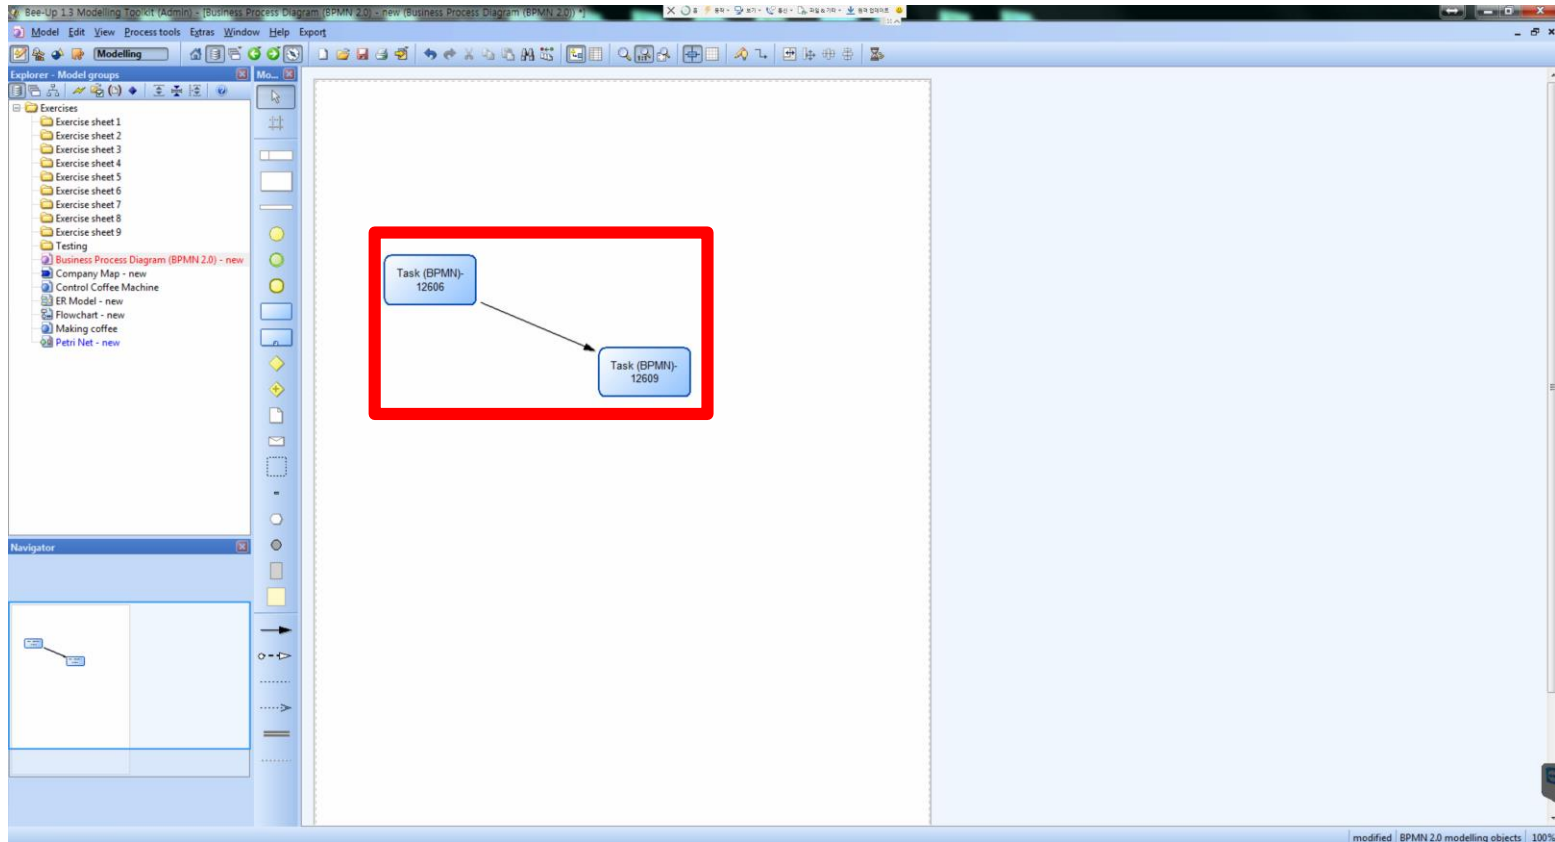 Bee-Up 1.3 Modelling Toolkit (Admin) - [Business Process Diagram (BPMN 2.0) - new (Business Process Diagram (BPMN 2.0)) *]
Model Edit View Process tools Extras Window Help Export
Modelling
Explorer - Model groups
Mo...
Exercises
Exercise sheet 1
Exercise sheet 2
Exercise sheet 3
Exercise sheet 4
Exercise sheet 5
Exercise sheet 6
Exercise sheet 7
Exercise sheet 8
Exercise sheet 9
Testing
Business Process Diagram (BPMN 2.0) - new
Company Map - new
Control Coffee Machine
ER Model - new
Flowchart - new
Making coffee
Petri Net - new
Task (BPMN)-
12606
Task (BPMN)-
12609
Navigator
modified BPMN 2.0 modelling objects 100%